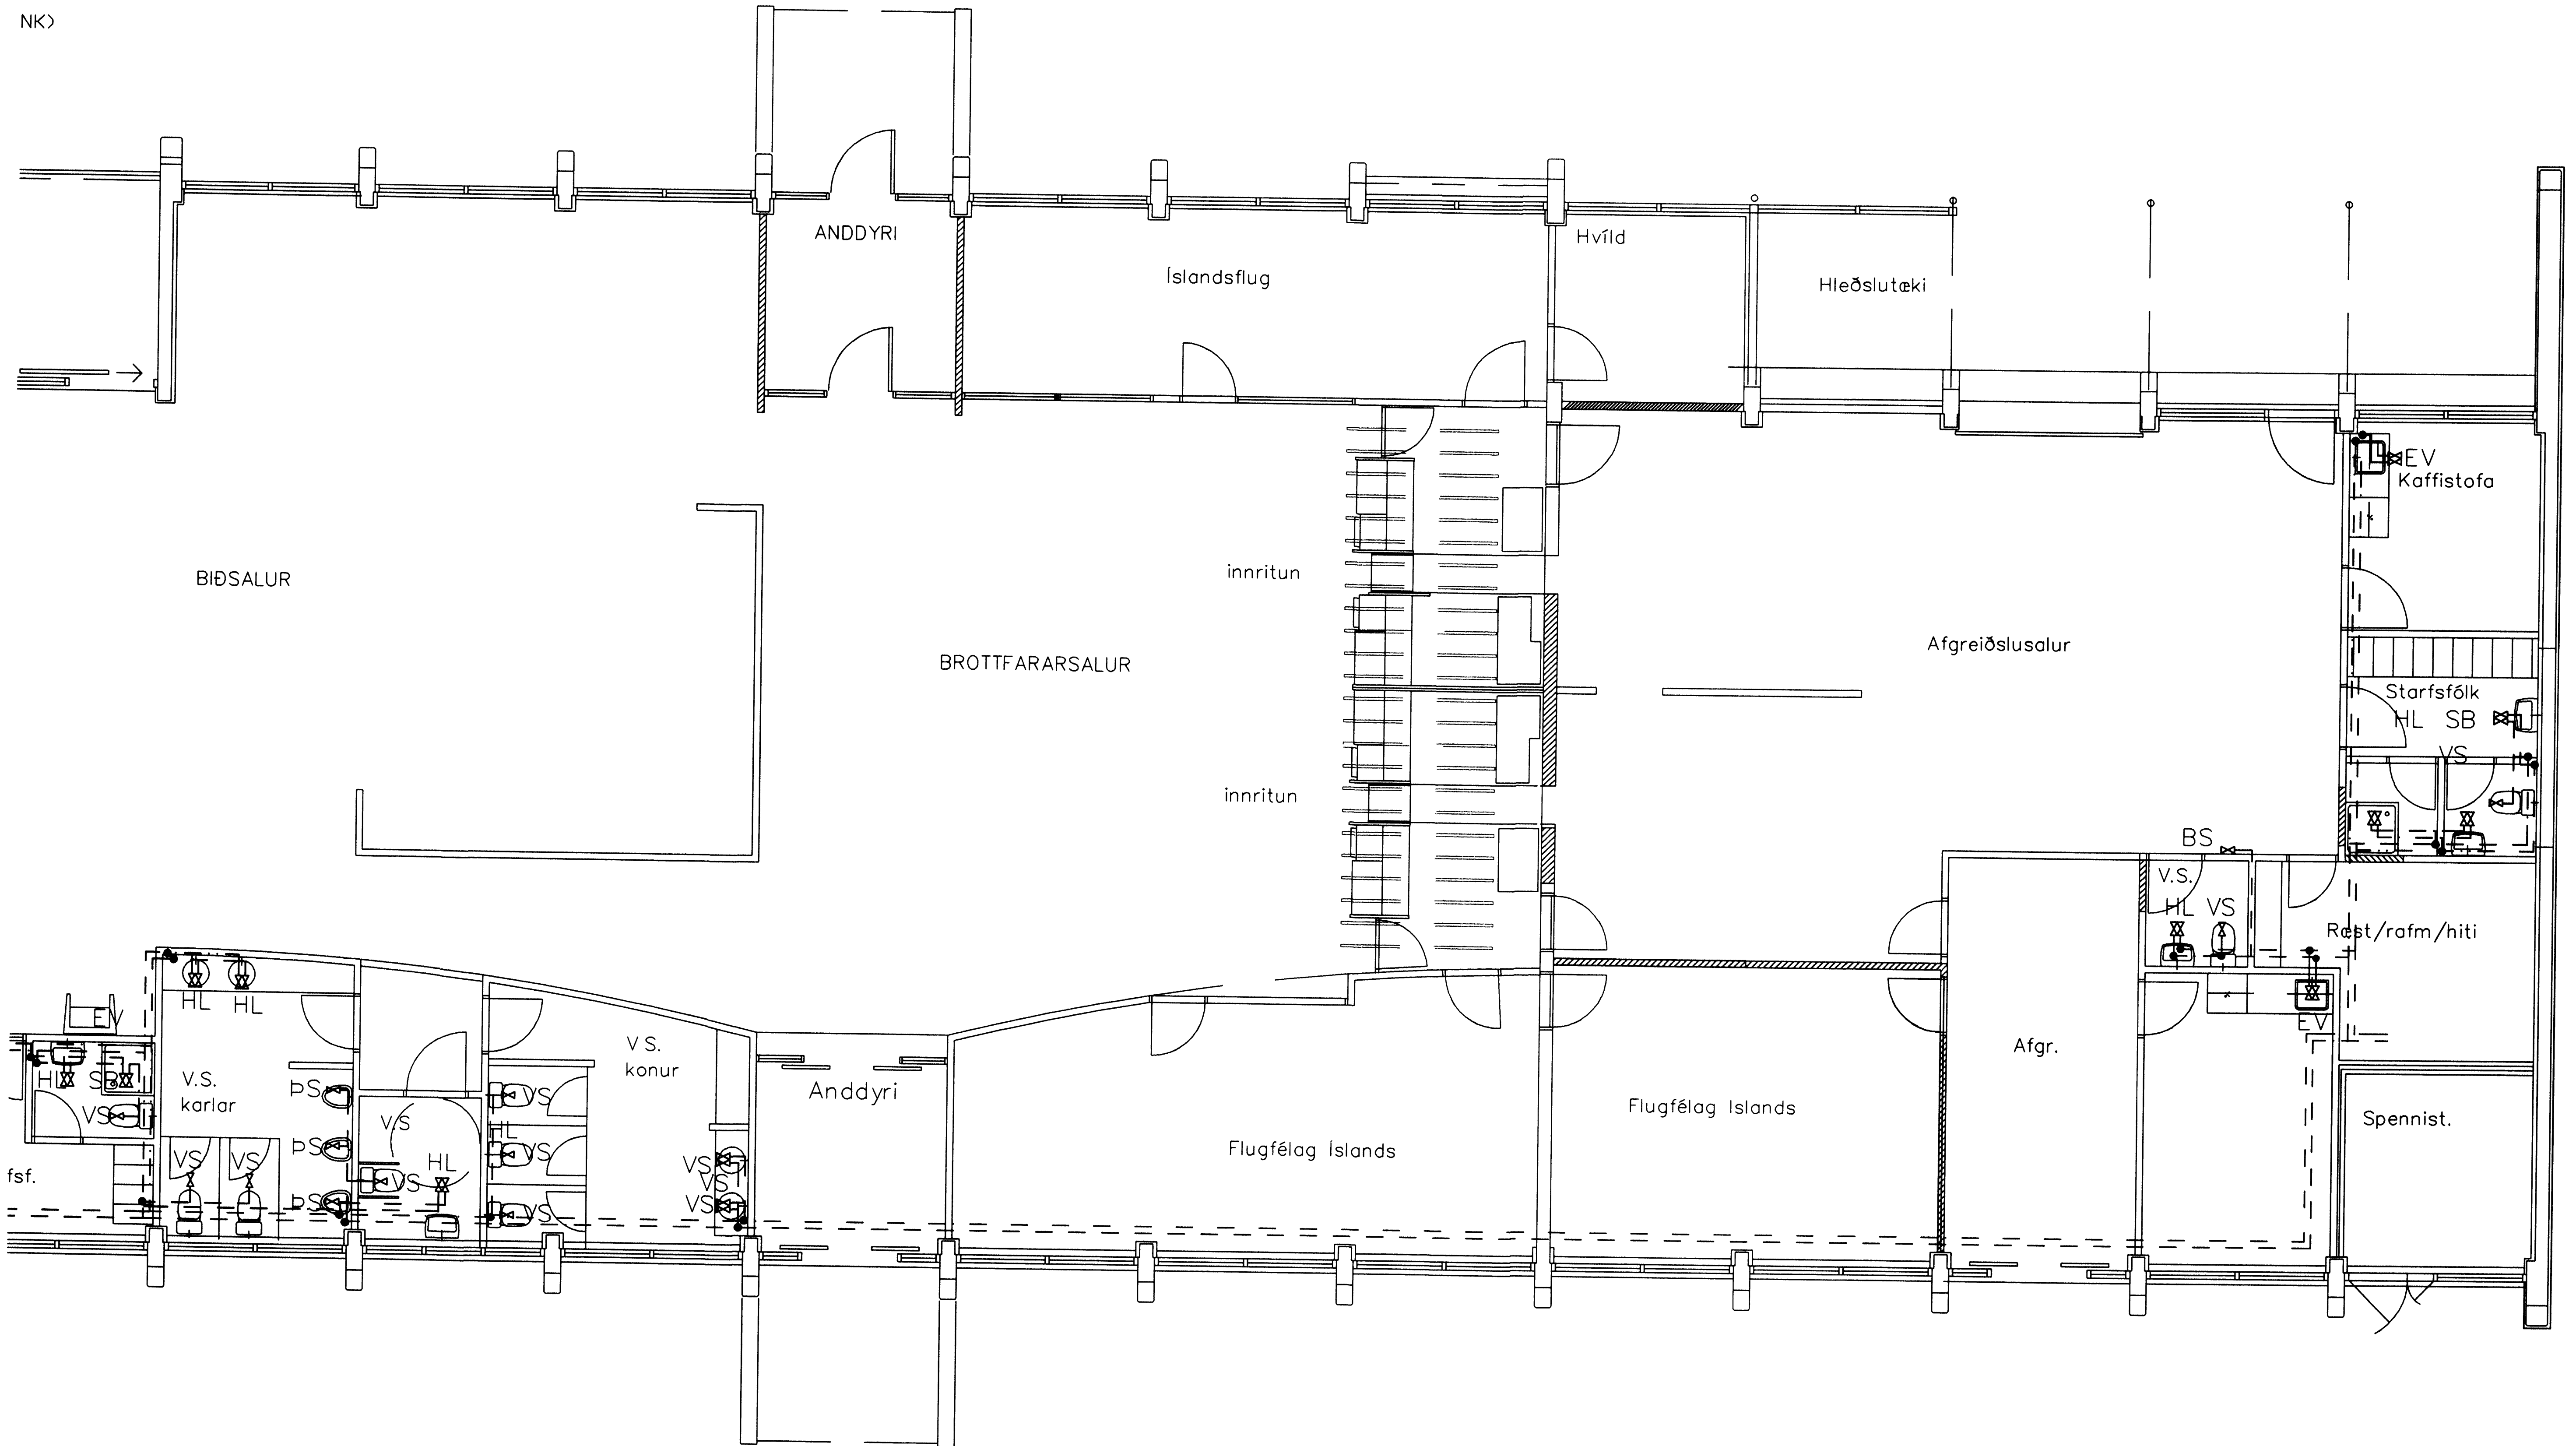 NK)
ANDDYRI
Hvíld
Íslandsflug
Hleðslutæki
EV
Kaffistofa
innritun
BIÐSALUR
Afgreiðslusalur
BROTTFARARSALUR
Starfsfólk
HL SB
VS
innritun
BS
V.S.
HL VS
Ræst/rafm/hiti
HL HL
EV
EV
V S.
konur
Afgr.
HL SB
V.S.
karlar
ÞS
VS
Anddyri
VS
V.S
HL
Flugfélag Islands
Spennist.
ÞS
VS
Flugfélag Íslands
VS VS
HL
VS
fsf.
VS
VS
ÞS
VS
VS